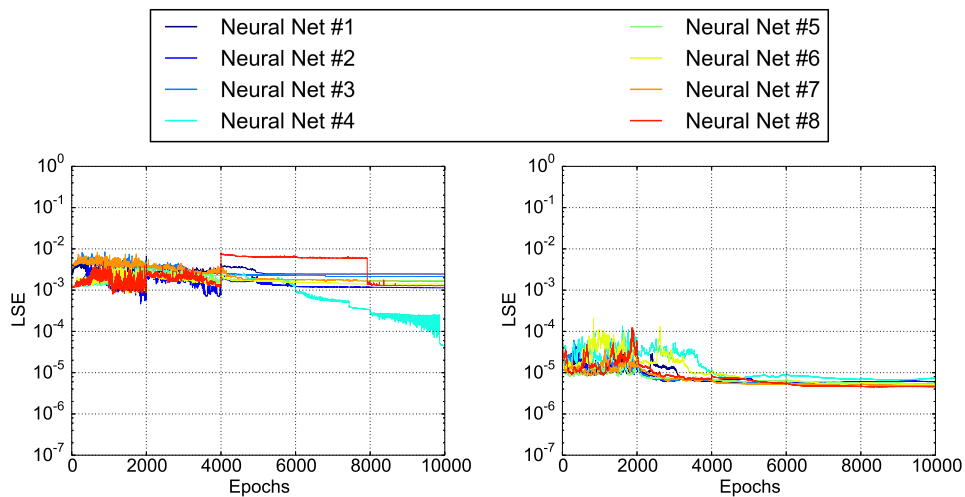 Neural Net #1
Neural Net #2
Neural Net #3
Neural Net #4
Neural Net #5
Neural Net #6
Neural Net #7
Neural Net #8
10^0
10^-1
10^-2
10^-3
10^-4
10^-5
10^-6
10^-7
LSE
0 2000 4000 6000 8000 10000
Epochs
10^0
10^-1
10^-2
10^-3
10^-4
10^-5
10^-6
10^-7
LSE
0 2000 4000 6000 8000 10000
Epochs